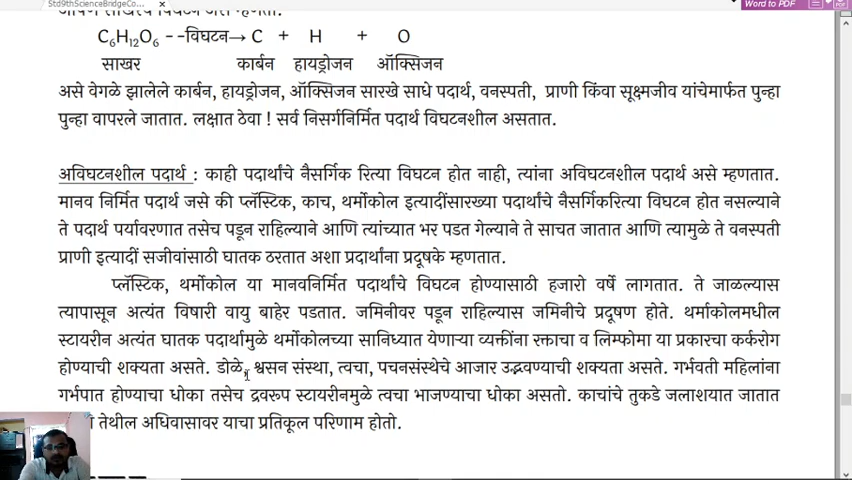 Std9thScienceBridgeCo...
Word to PDF
आपण साखरेचे विघटन असे म्हणतो.
C6H12O6 - -विघटन→ C + H + O
साखर कार्बन हायड्रोजन ऑक्सिजन
असे वेगळे झालेले कार्बन, हायड्रोजन, ऑक्सिजन सारखे साधे पदार्थ, वनस्पती, प्राणी किंवा सूक्ष्मजीव यांचेमार्फत पुन्हा
पुन्हा वापरले जातात. लक्षात ठेवा ! सर्व निसर्गनिर्मित पदार्थ विघटनशील असतात.
अविघटनशील पदार्थ : काही पदार्थांचे नैसर्गिक रित्या विघटन होत नाही, त्यांना अविघटनशील पदार्थ असे म्हणतात.
मानव निर्मित पदार्थ जसे की प्लॅस्टिक, काच, थर्मोकोल इत्यादींसारख्या पदार्थांचे नैसर्गिकरित्या विघटन होत नसल्याने
ते पदार्थ पर्यावरणात तसेच पडून राहिल्याने आणि त्यांच्यात भर पडत गेल्याने ते साचत जातात आणि त्यामुळे ते वनस्पती
प्राणी इत्यादीं सजीवांसाठी घातक ठरतात अशा प्रदार्थांना प्रदूषके म्हणतात.
प्लॅस्टिक, थर्मोकोल या मानवनिर्मित पदार्थांचे विघटन होण्यासाठी हजारो वर्षे लागतात. ते जाळल्यास
त्यापासून अत्यंत विषारी वायु बाहेर पडतात. जमिनीवर पडून राहिल्यास जमिनीचे प्रदूषण होते. थर्माकोलमधील
स्टायरीन अत्यंत घातक पदार्थामुळे थर्मोकोलच्या सानिध्यात येणाऱ्या व्यक्तींना रक्ताचा व लिम्फोमा या प्रकारचा कर्करोग
होण्याची शक्यता असते. डोळे, श्वसन संस्था, त्वचा, पचनसंस्थेचे आजार उद्भवण्याची शक्यता असते. गर्भवती महिलांना
गर्भपात होण्याचा धोका तसेच द्रवरूप स्टायरीनमुळे त्वचा भाजण्याचा धोका असतो. काचांचे तुकडे जलाशयात जातात
तेथील अधिवासावर याचा प्रतिकूल परिणाम होतो.